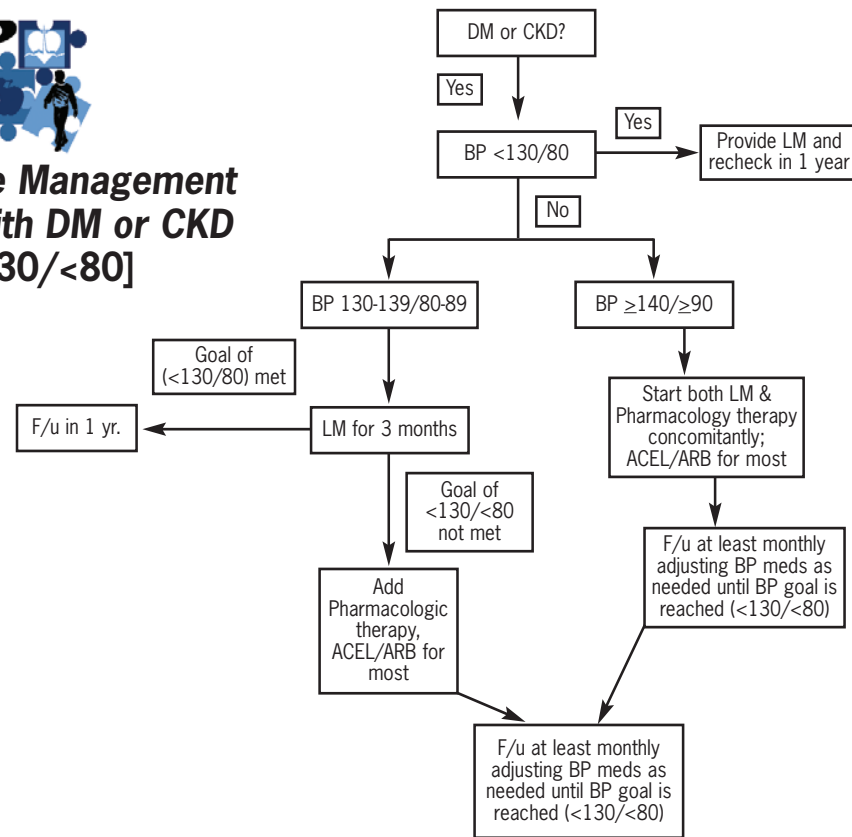 DM or CKD?
Yes
BP <130/80
Yes
Provide LM and
recheck in 1 year
Management
DM or CKD
30/<80]
No
BP 130-139/80-89
BP ≥140/≥90
Goal of
(<130/80) met
F/u in 1 yr.
LM for 3 months
Start both LM &
Pharmacology therapy
concomitantly;
ACEL/ARB for most
Goal of
<130/<80
not met
F/u at least monthly
adjusting BP meds as
needed until BP goal is
reached (<130/<80)
Add
Pharmacologic
therapy,
ACEL/ARB for
most
F/u at least monthly
adjusting BP meds as
needed until BP goal is
reached (<130/<80)